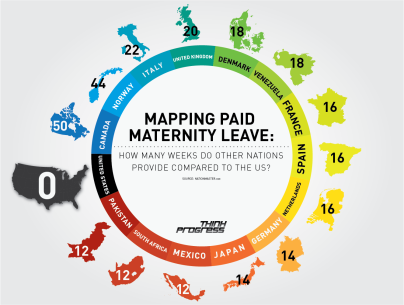 MAPPING PAID
MATERNITY LEAVE:
HOW MANY WEEKS DO OTHER NATIONS
PROVIDE COMPARED TO THE US?
SOURCE: NATIONMASTER.com
THINK
PROGRESS
UNITED STATES
0
CANADA
50
NORWAY
44
ITALY
22
UNITED KINGDOM
20
DENMARK
18
VENEZUELA
18
FRANCE
16
SPAIN
16
NETHERLANDS
16
GERMANY
14
JAPAN
14
MEXICO
12
SOUTH AFRICA
12
PAKISTAN
12